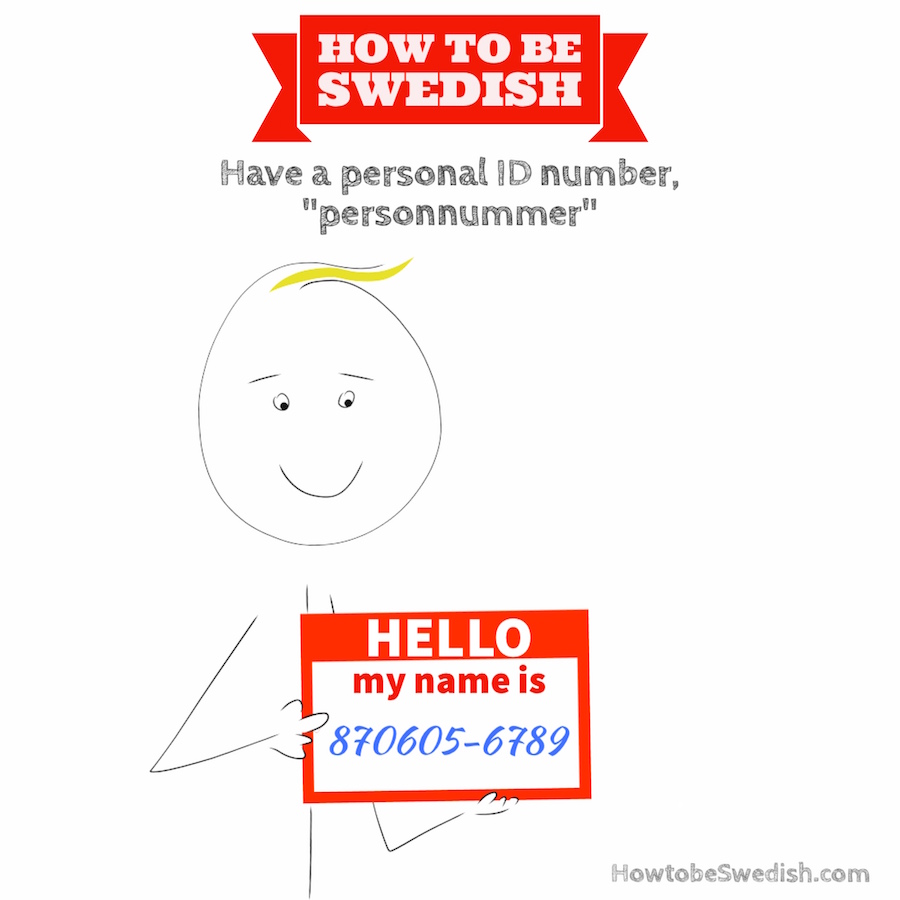 HOW TO BE
SWEDISH
Have a personal ID number,
"personnummer"
HELLO
my name is
870605-6789
HowtobeSwedish.com